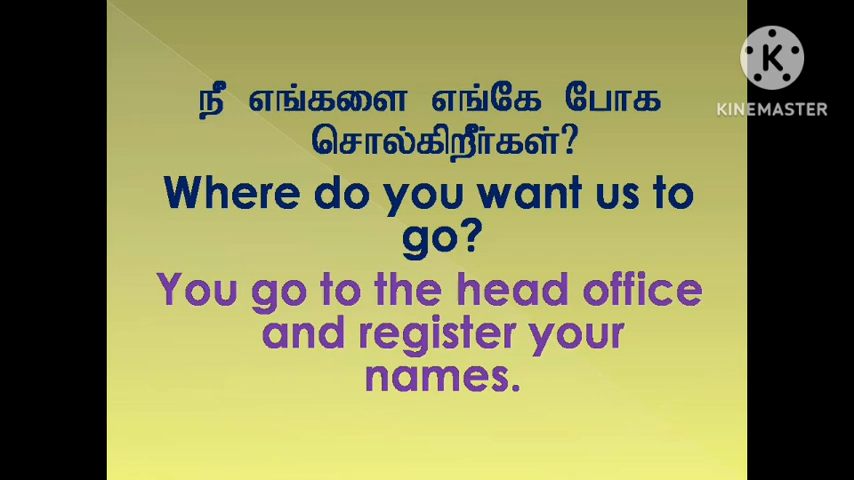 நீ எங்களை எங்கே போக
சொல்கிறீர்கள்?
Where do you want us to
go?
You go to the head office
and register your
names.
K
KINEMASTER